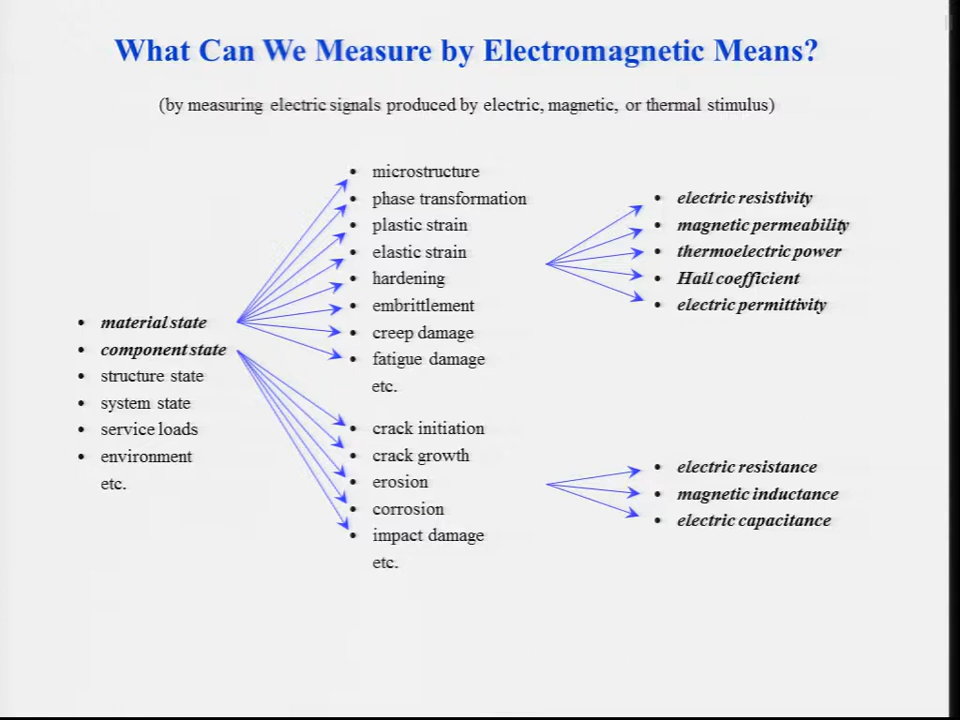 What Can We Measure by Electromagnetic Means?
(by measuring electric signals produced by electric, magnetic, or thermal stimulus)
• material state
• component state
• structure state
• system state
• service loads
• environment
etc.
• microstructure
• phase transformation
• plastic strain
• elastic strain
• hardening
• embrittlement
• creep damage
• fatigue damage
etc.
• crack initiation
• crack growth
• erosion
• corrosion
• impact damage
etc.
• electric resistivity
• magnetic permeability
• thermoelectric power
• Hall coefficient
• electric permittivity
• electric resistance
• magnetic inductance
• electric capacitance